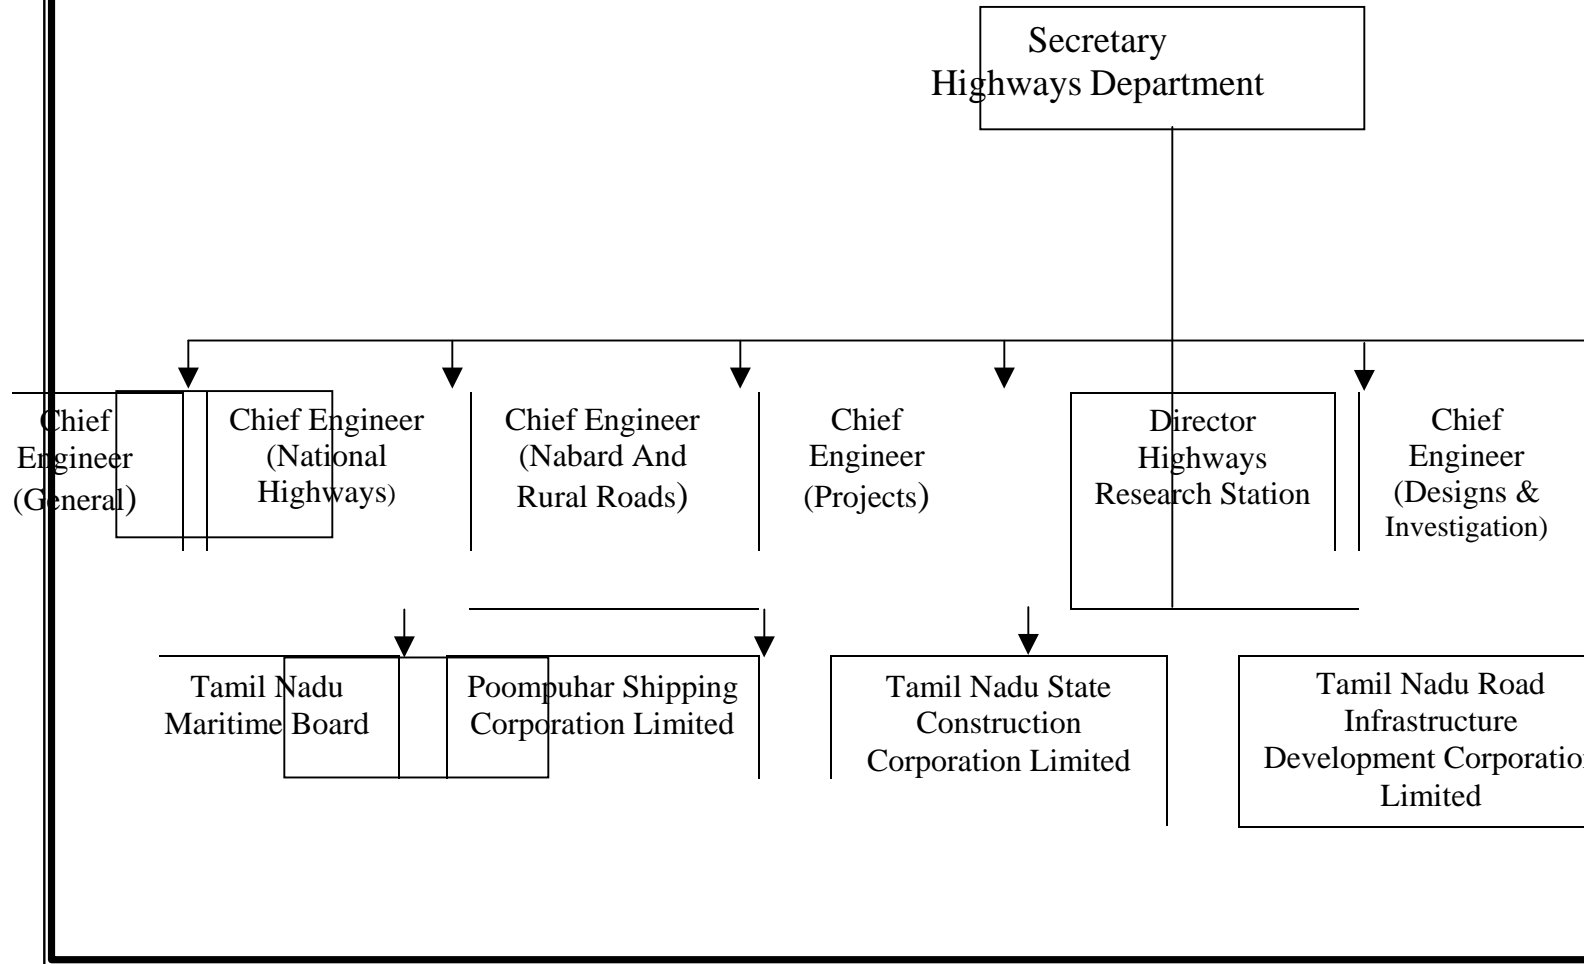 Secretary
Highways Department
Chief
Engineer
(General)
Chief Engineer
(National
Highways)
Chief Engineer
(Nabard And
Rural Roads)
Chief
Engineer
(Projects)
Director
Highways
Research Station
Chief
Engineer
(Designs &
Investigation)
Tamil Nadu
Maritime Board
Poompuhar Shipping
Corporation Limited
Tamil Nadu State
Construction
Corporation Limited
Tamil Nadu Road
Infrastructure
Development Corporation
Limited